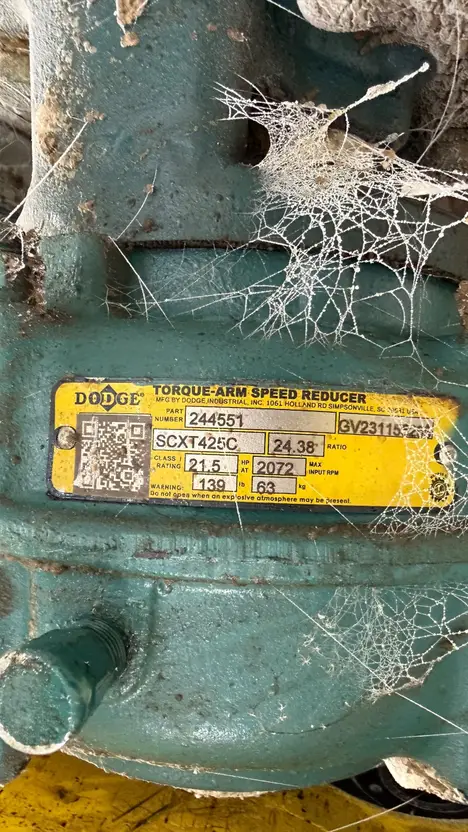 DODGE
TORQUE-ARM SPEED REDUCER
MFG BY DODGE INDUSTRIAL, INC. 1061 HOLLAND RD SIMPSONVILLE, SC USA
PART NUMBER 244551
SCXT425C 24.38 RATIO
CLASS I RATING 21.5 HP AT 2072 MAX INPUT RPM
WARNING: 139 lb 63 kg
Do not open when an explosive atmosphere may be present.